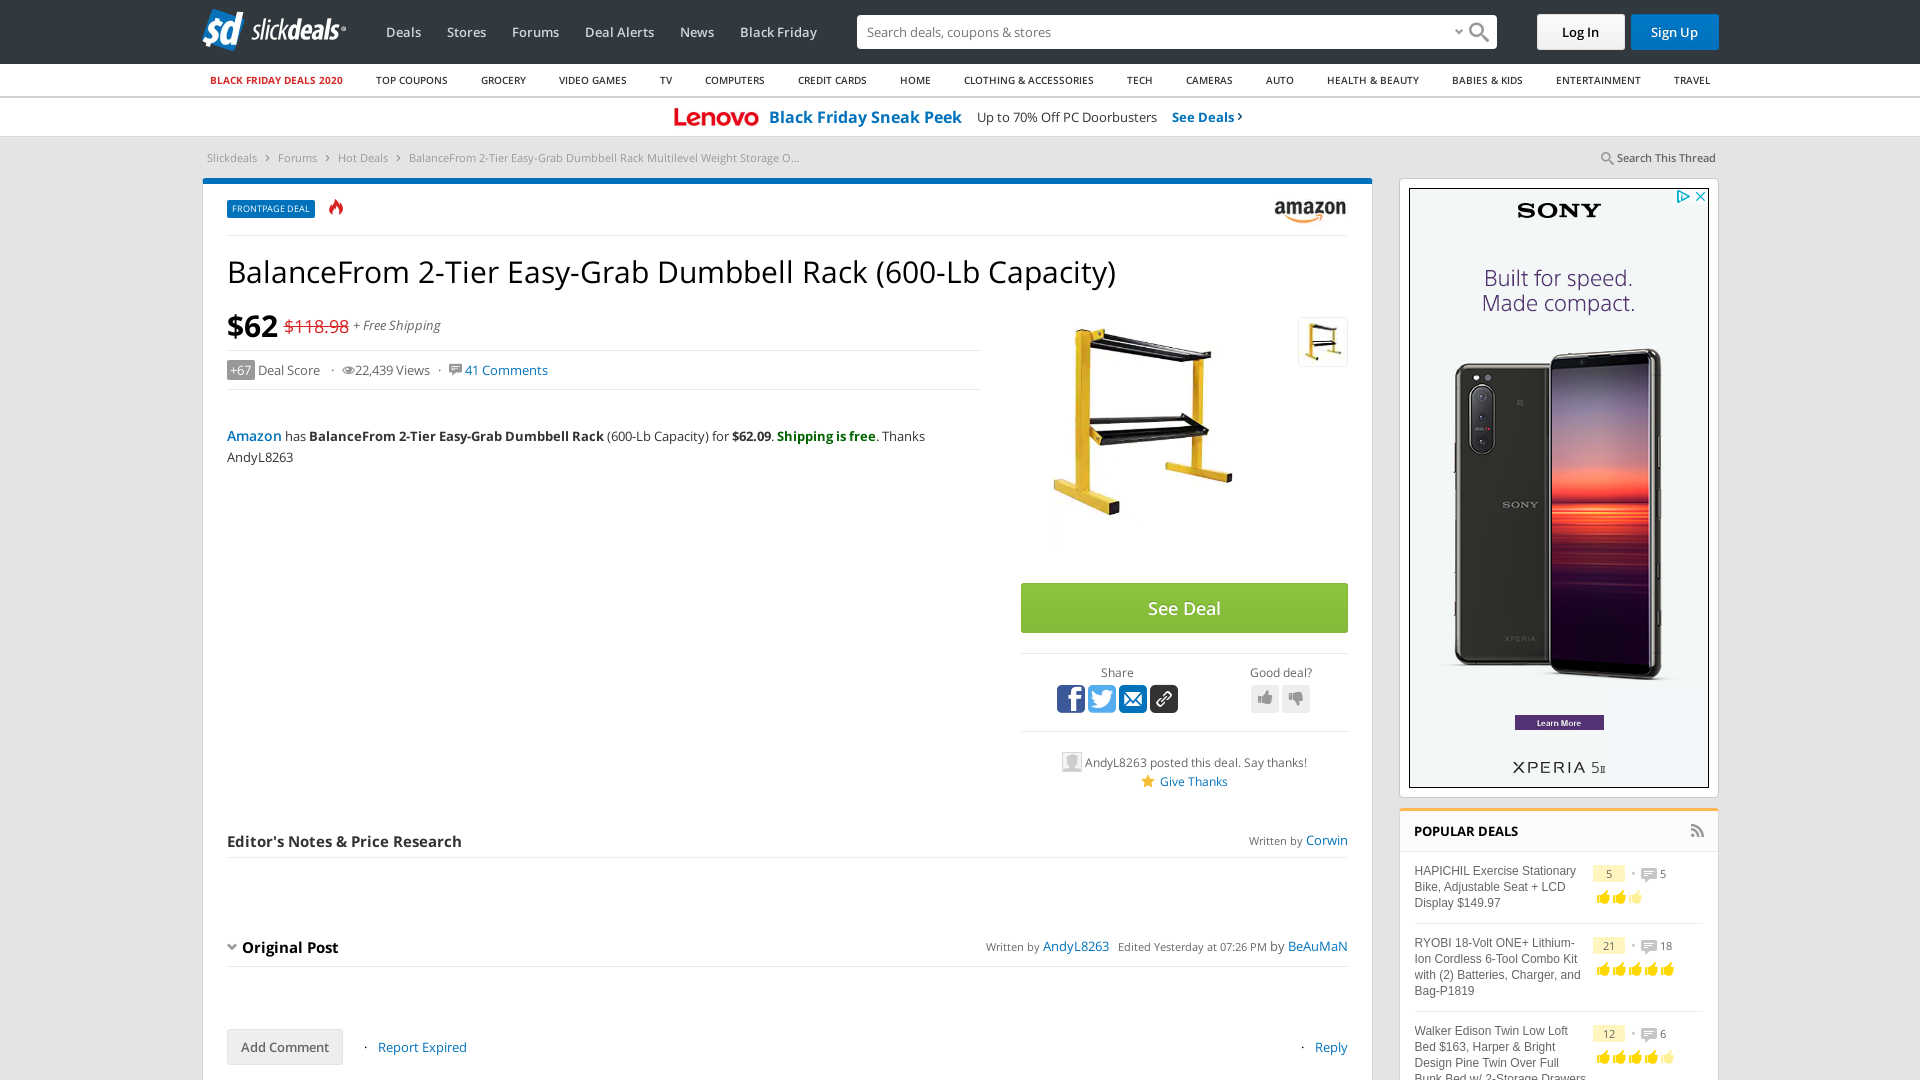 sd slickdeals
Deals Stores Forums Deal Alerts News Black Friday
Search deals, coupons & shopping stores
Log In
Sign Up
BLACK FRIDAY DEALS 2020 TOP COUPONS GROCERY VIDEO GAMES TV COMPUTERS CREDIT CARDS HOME CLOTHING & ACCESSORIES TECH CAMERAS AUTO HEALTH & BEAUTY BABIES & KIDS ENTERTAINMENT TRAVEL
Lenovo Black Friday Sneak Peek Up to 70% Off PC Doorbusters See Deals ›
Slickdeals › Forums › Hot Deals › BalanceFrom 2-Tier Easy-Grab Dumbbell Rack Multilevel Weight Storage O...
Search This Thread
FRONTPAGE DEAL
amazon
BalanceFrom 2-Tier Easy-Grab Dumbbell Rack (600-Lb Capacity)
$62 $118.98 + Free Shipping
+67 Deal Score · 22,439 Views · 41 Comments
Amazon has BalanceFrom 2-Tier Easy-Grab Dumbbell Rack (600-Lb Capacity) for $62.09. Shipping is free. Thanks
AndyL8263
See Deal
Share
Good deal?
AndyL8263 posted this deal. Say thanks!
Give Thanks
Editor's Notes & Price Research
Written by Corwin
Original Post
Written by AndyL8263 Edited Yesterday at 07:26 PM by BeAuMaN
Add Comment
· Report Expired
· Reply
SONY
Built for speed.
Made compact.
SONY
XPERIA
Learn More
XPERIA 5II
POPULAR DEALS
HAPICHIL Exercise Stationary
Bike, Adjustable Seat + LCD
Display $149.97
5 • 5
RYOBI 18-Volt ONE+ Lithium-
Ion Cordless 6-Tool Combo Kit
with (2) Batteries, Charger, and
Bag-P1819
21 • 18
Walker Edison Twin Low Loft
Bed $163, Harper & Bright
Design Pine Twin Over Full
Bunk Bed w/ 2-Storage Drawers
12 • 6